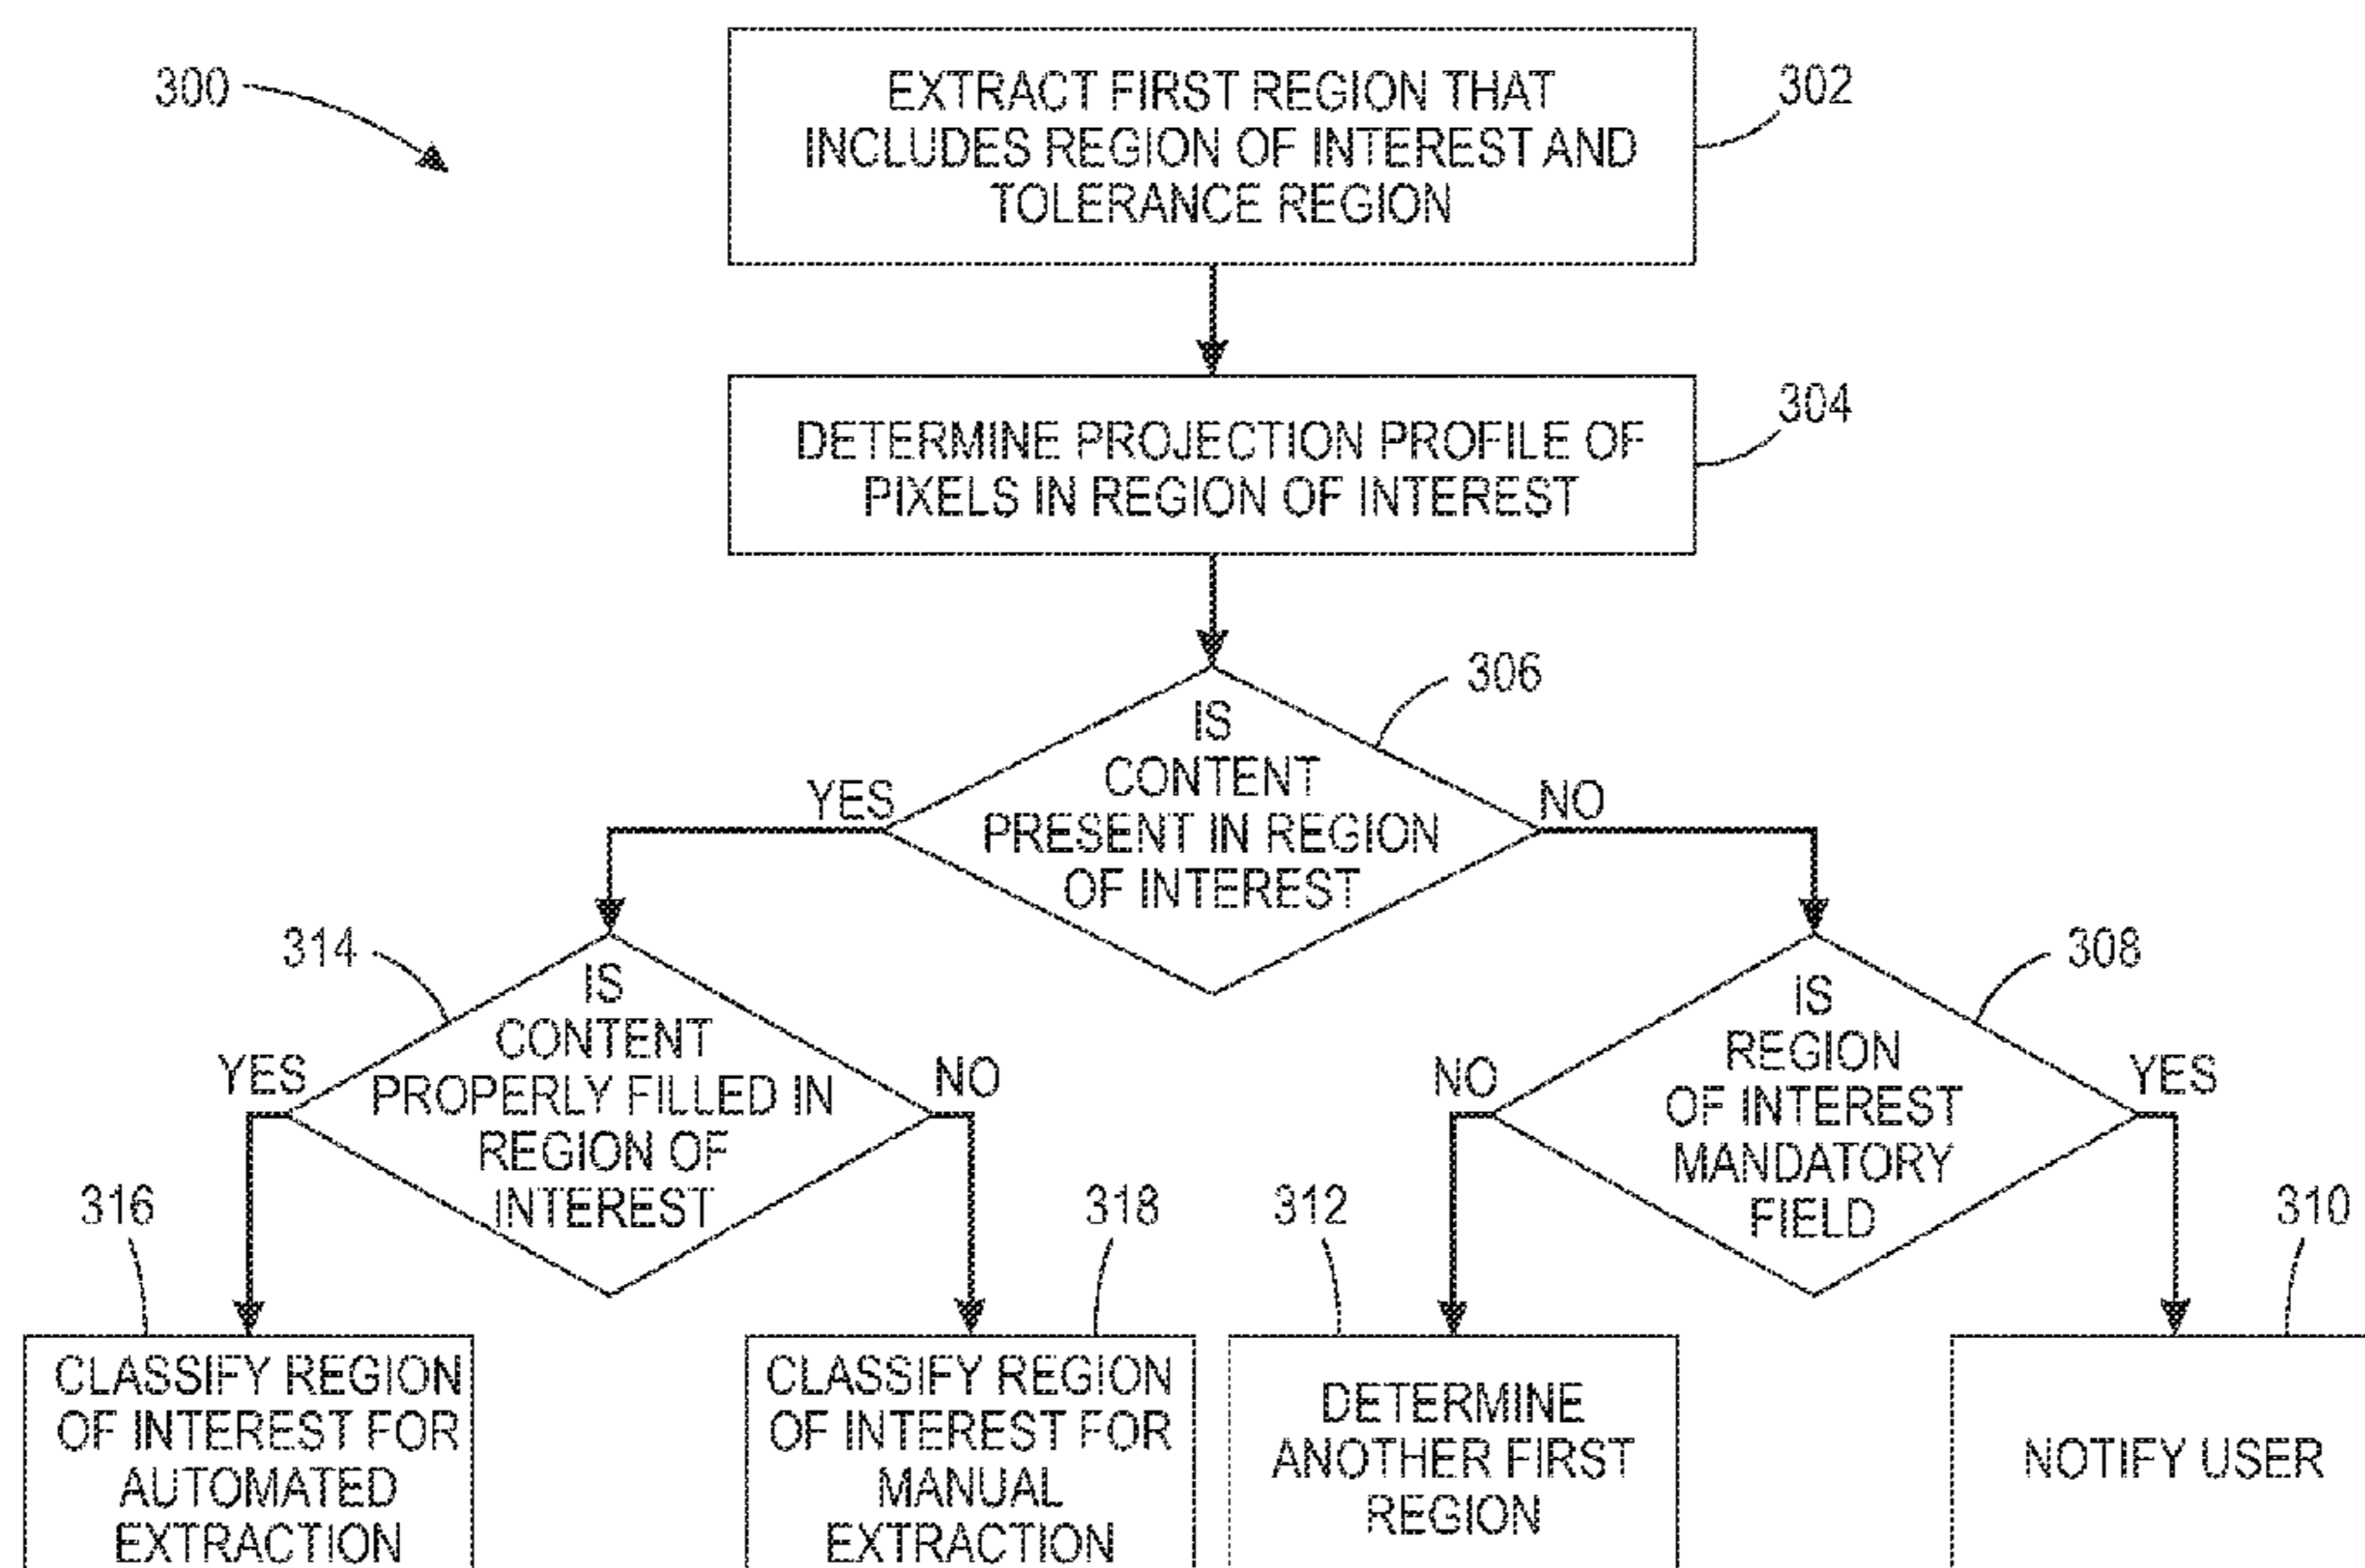 300
EXTRACT FIRST REGION THAT
INCLUDES REGION OF INTEREST AND
TOLERANCE REGION
302
DETERMINE PROJECTION PROFILE OF
PIXELS IN REGION OF INTEREST
304
IS
CONTENT
PRESENT IN REGION
OF INTEREST
306
YES
NO
314
IS
CONTENT
PROPERLY FILLED IN
REGION OF
INTEREST
YES
NO
308
IS
REGION
OF INTEREST
MANDATORY
FIELD
NO
YES
316
CLASSIFY REGION
OF INTEREST FOR
AUTOMATED
EXTRACTION
318
CLASSIFY REGION
OF INTEREST FOR
MANUAL
EXTRACTION
312
DETERMINE
ANOTHER FIRST
REGION
310
NOTIFY USER